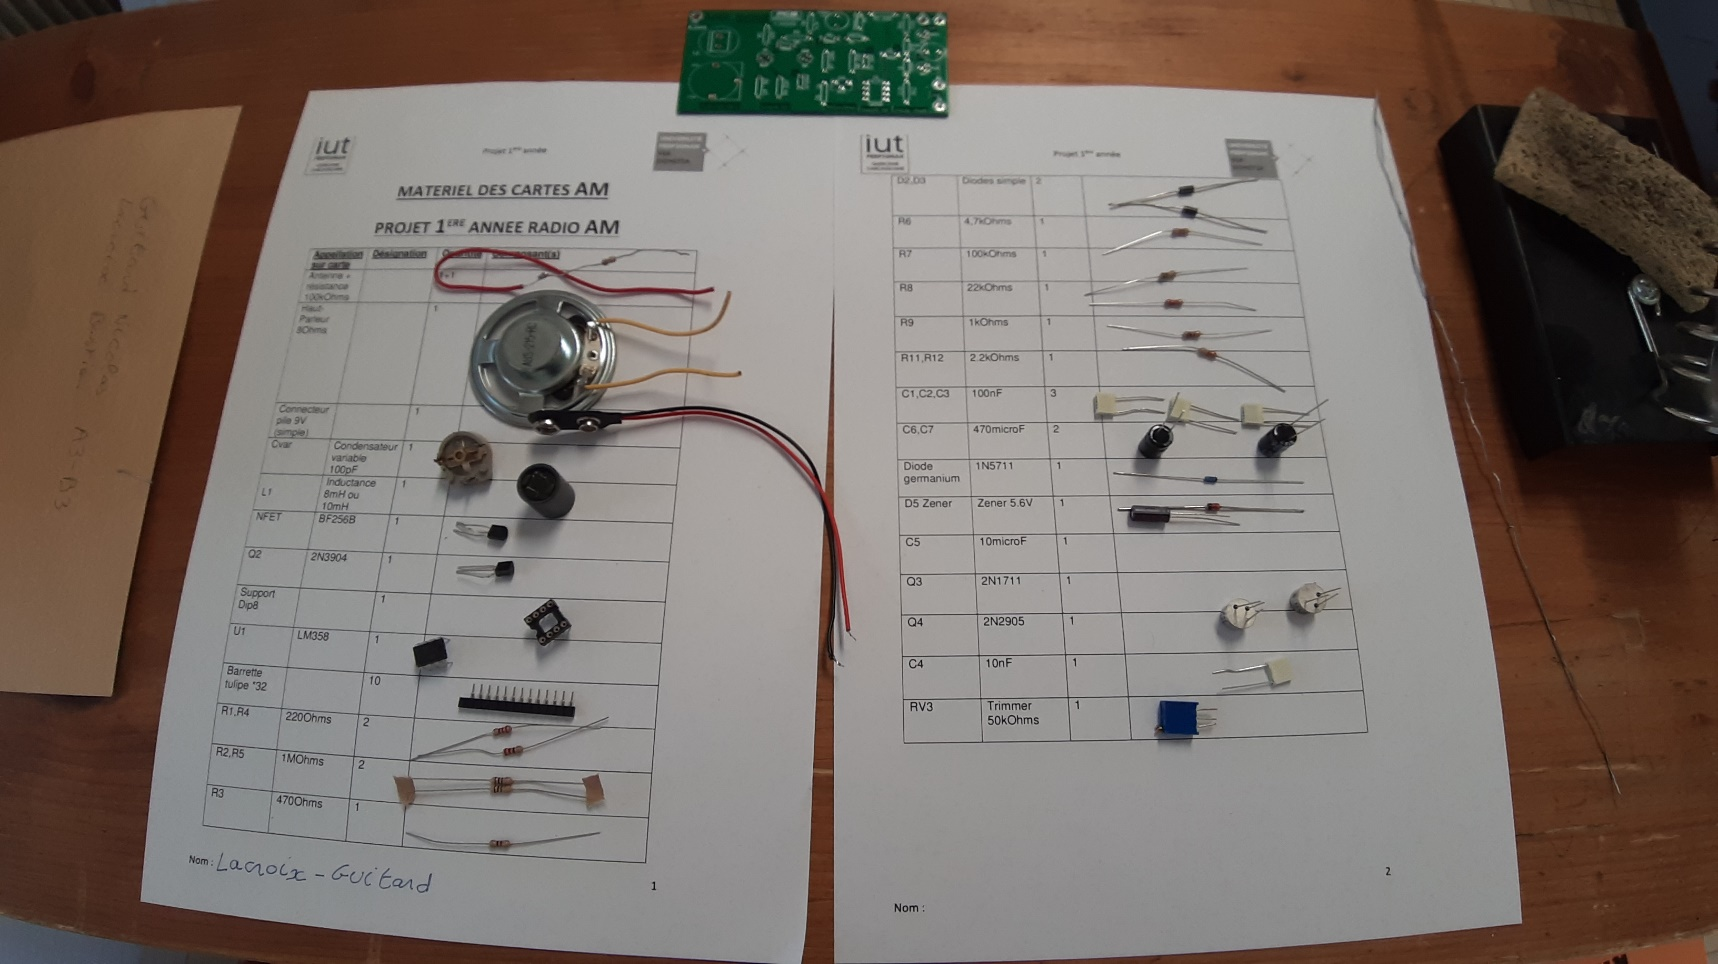 iut
Projet 1ère année
MATERIEL DES CARTES AM
PROJET 1ERE ANNEE RADIO AM
Appellation sur carte Désignation
Antenne + résistance 100kOhms
Haut-Parleur 8Ohms 1
Connecteur pile 9V (simple) 1
Cvar Condensateur variable 100pF 1
L1 Inductance 8mH ou 10mH 1
NFET BF256B 1
Q2 2N3904 1
Support Dip8 1
U1 LM358 1
Barrette tulipe *32 10
R1,R4 220Ohms 2
R2,R5 1MOhms 2
R3 470Ohms 1
Nom : Lacroix - Guitard
1
iut
Projet 1ère année
D2,D3 Diodes simple 2
R6 4,7kOhms 1
R7 100kOhms 1
R8 22kOhms 1
R9 1kOhms 1
R11,R12 2.2kOhms 1
C1,C2,C3 100nF 3
C6,C7 470microF 2
Diode germanium 1N5711 1
D5 Zener Zener 5.6V 1
C5 10microF 1
Q3 2N1711 1
Q4 2N2905 1
C4 10nF 1
RV3 Trimmer 50kOhms 1
2
Nom :
Guitard Nicolas
Lacroix Bastien A3-B3